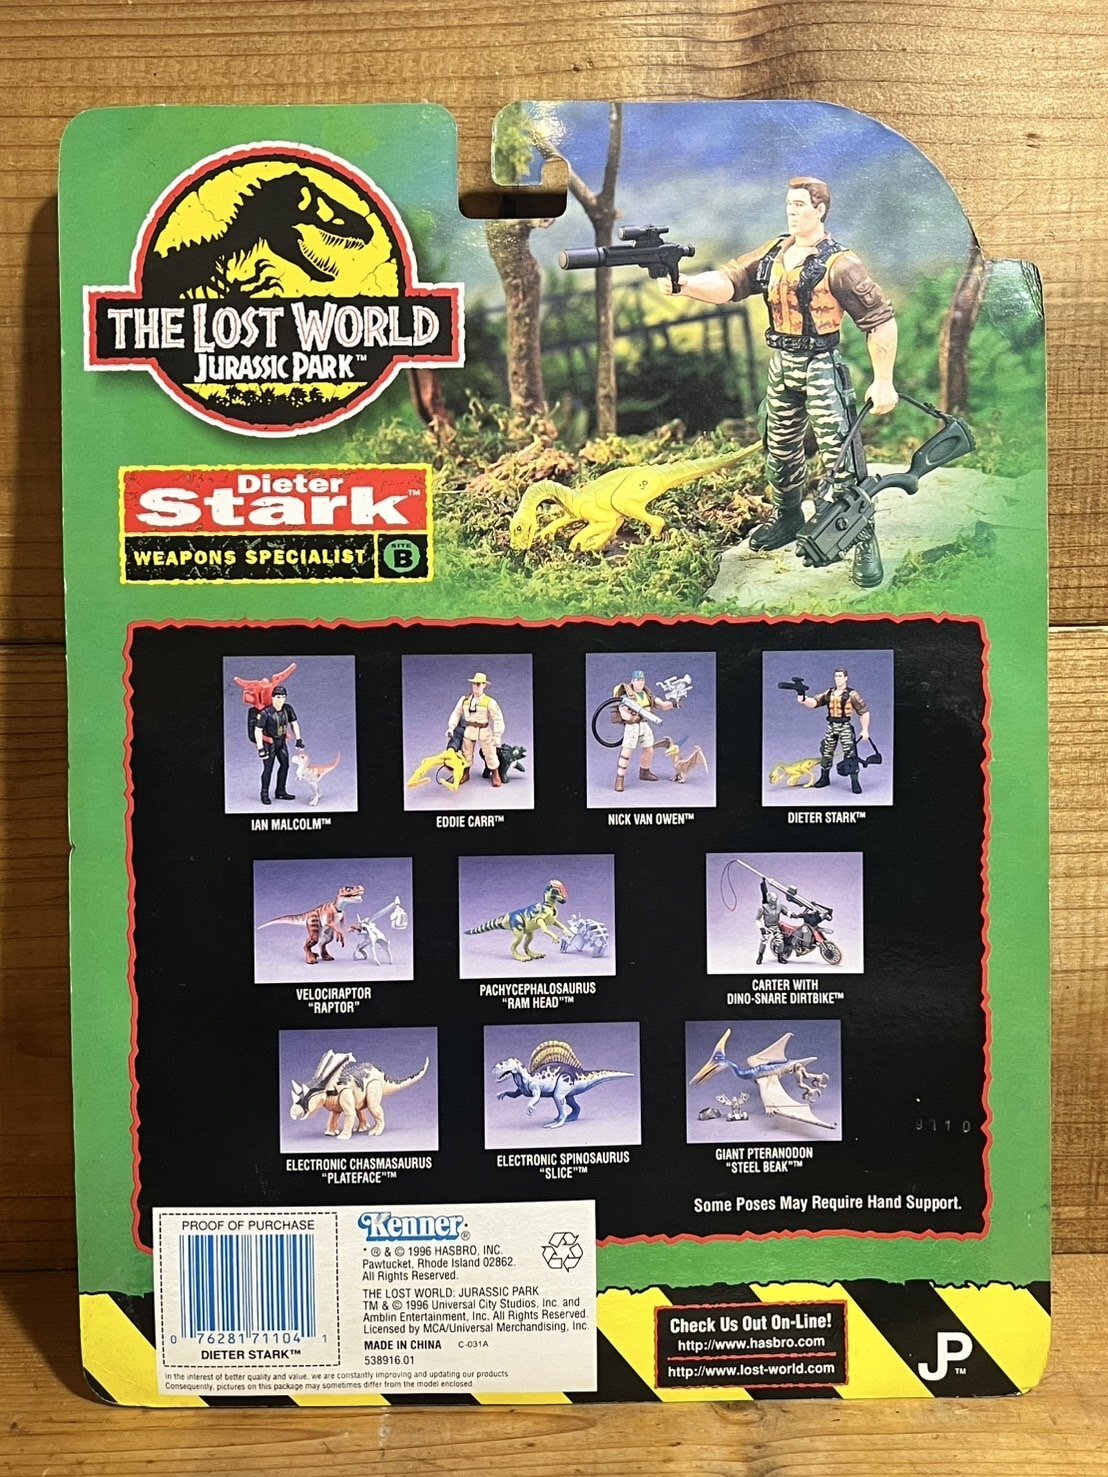 THE LOST WORLD
JURASSIC PARK™
Dieter
Stark™
WEAPONS SPECIALIST
SITE
B
IAN MALCOLM™
EDDIE CARR™
NICK VAN OWEN™
DIETER STARK™
VELOCIRAPTOR
"RAPTOR"
PACHYCEPHALOSAURUS
"RAM HEAD"™
CARTER WITH
DINO-SNARE DIRTBIKE™
ELECTRONIC CHASMASAURUS
"PLATEFACE"™
ELECTRONIC SPINOSAURUS
"SLICE"™
GIANT PTERANODON
"STEEL BEAK"™
Some Poses May Require Hand Support.
PROOF OF PURCHASE
0 76281 71104 1
DIETER STARK™
Kenner®
* ® & © 1996 HASBRO, INC.
Pawtucket, Rhode Island 02862.
All Rights Reserved.
THE LOST WORLD: JURASSIC PARK
TM & © 1996 Universal City Studios, Inc. and
Amblin Entertainment, Inc. All Rights Reserved.
Licensed by MCA/Universal Merchandising, Inc.
MADE IN CHINA C-031A
538916.01
In the interest of better quality and value, we are constantly improving and updating our products.
Consequently, pictures on this package may sometimes differ from the model enclosed.
Check Us Out On-Line!
http://www.hasbro.com
http://www.lost-world.com
JP™